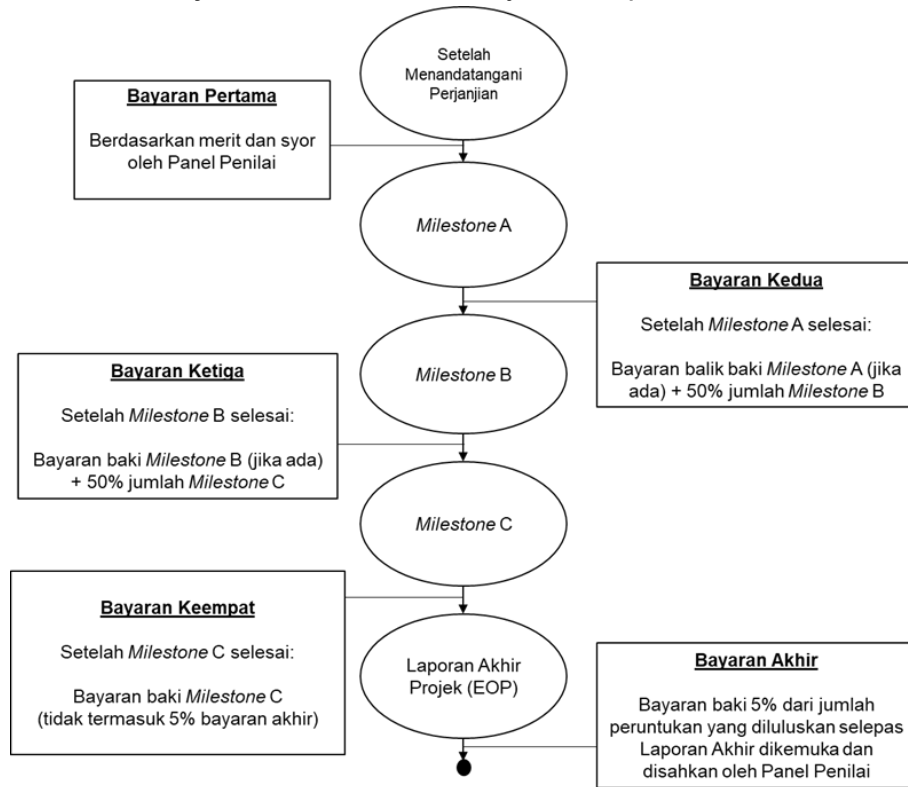 Setelah
Menandatangani
Perjanjian
Bayaran Pertama
Berdasarkan merit dan syor
oleh Panel Penilai
Milestone A
Bayaran Kedua
Setelah Milestone A selesai:
Bayaran balik baki Milestone A (jika
ada) + 50% jumlah Milestone B
Milestone B
Bayaran Ketiga
Setelah Milestone B selesai:
Bayaran baki Milestone B (jika ada)
+ 50% jumlah Milestone C
Milestone C
Bayaran Keempat
Setelah Milestone C selesai:
Bayaran baki Milestone C
(tidak termasuk 5% bayaran akhir)
Laporan Akhir
Projek (EOP)
Bayaran Akhir
Bayaran baki 5% dari jumlah
peruntukan yang diluluskan selepas
Laporan Akhir dikemuka dan
disahkan oleh Panel Penilai